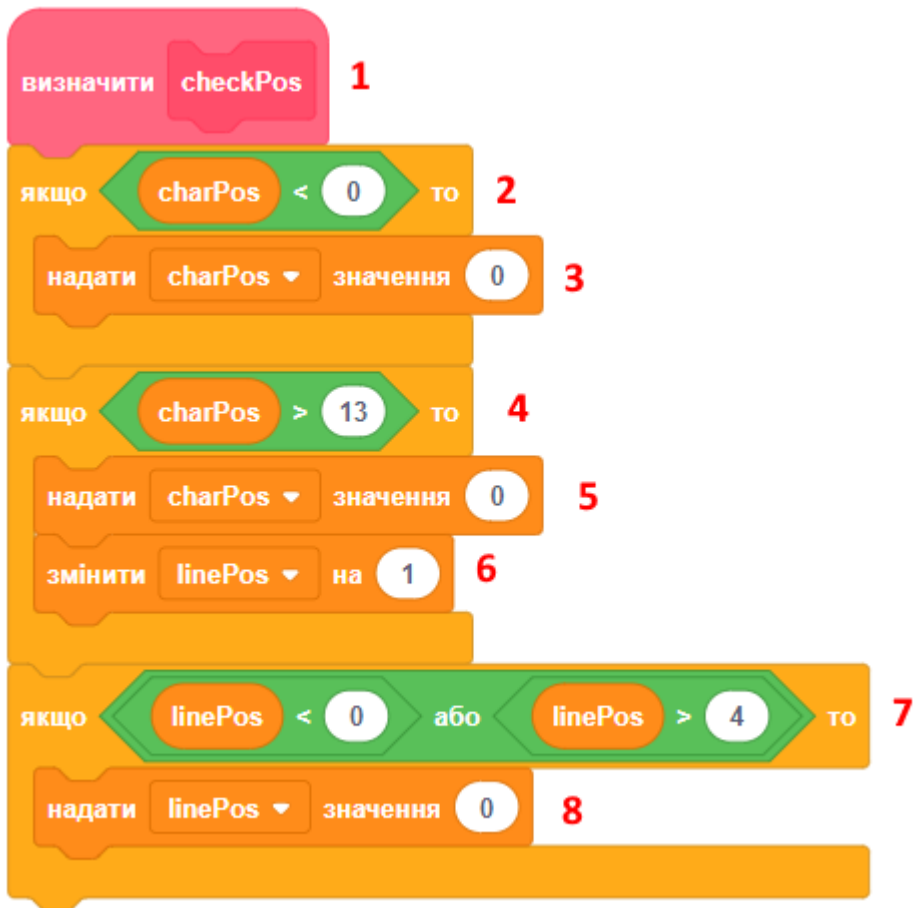 визначити checkPos 1
якщо charPos < 0 то 2
надати charPos значення 0 3
якщо charPos > 13 то 4
надати charPos значення 0 5
змінити linePos на 1 6
якщо linePos < 0 або linePos > 4 то 7
надати linePos значення 0 8